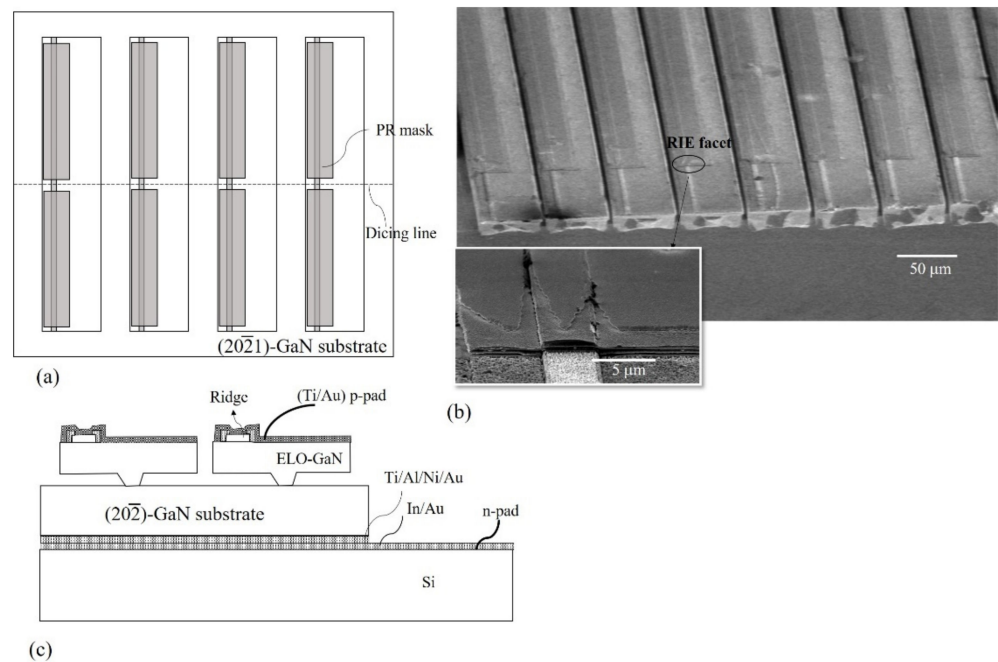 PR mask
Dicing line
(202̅1)-GaN substrate
(a)
RIE facet
50 μm
5 μm
(b)
Ridge
(Ti/Au) p-pad
ELO-GaN
Ti/Al/Ni/Au
In/Au
n-pad
(202̅)-GaN substrate
Si
(c)